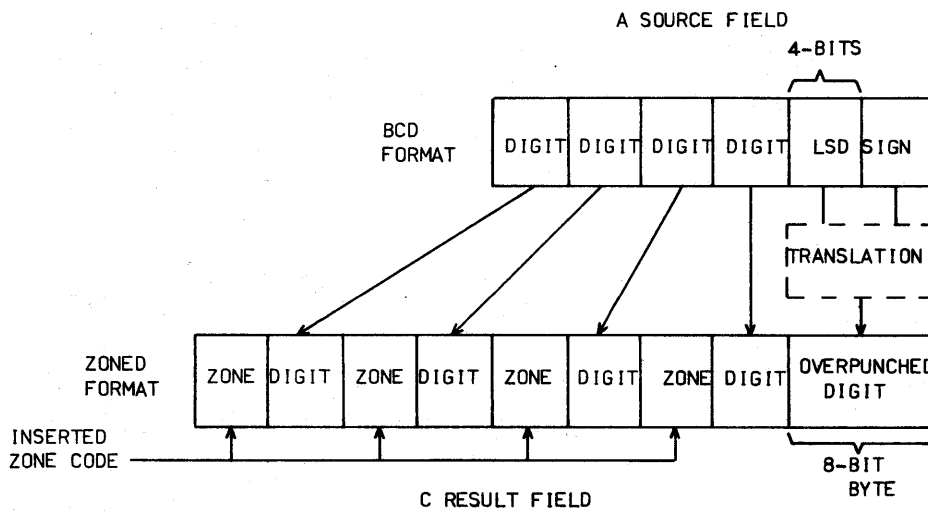 A SOURCE FIELD
4-BITS
BCD
FORMAT
DIGIT DIGIT DIGIT DIGIT LSD SIGN
TRANSLATION
ZONED
FORMAT
ZONE DIGIT ZONE DIGIT ZONE DIGIT ZONE DIGIT OVERPUNCHED
DIGIT
INSERTED
ZONE CODE
8-BIT
BYTE
C RESULT FIELD